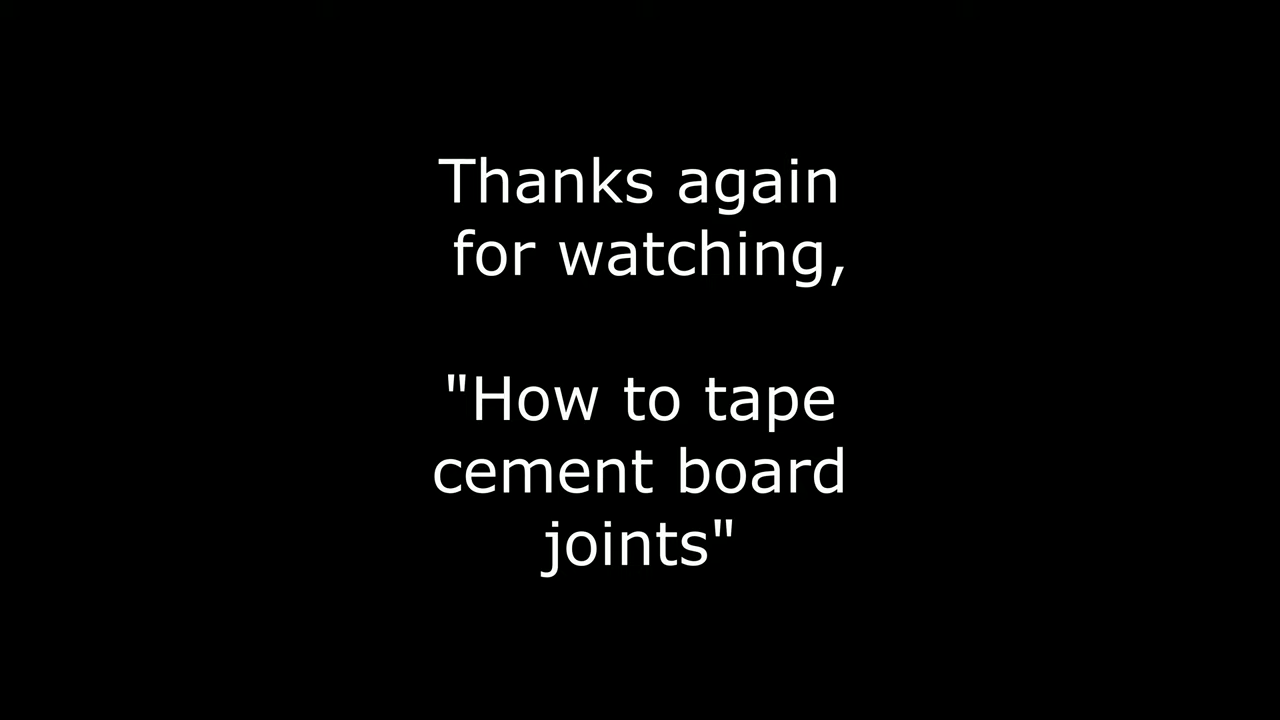 Thanks again
for watching,
"How to tape
cement board
joints"